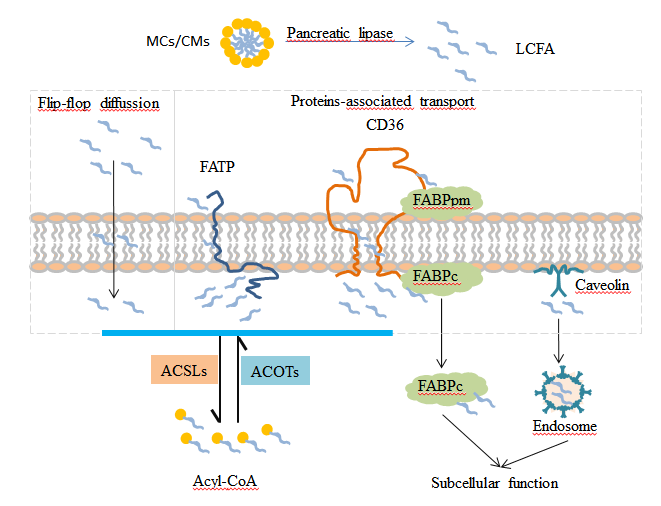 MCs/CMs
Pancreatic lipase
LCFA
Flip-flop diffussion
Proteins-associated transport
CD36
FATP
FABPpm
FABPc
Caveolin
ACSLs
ACOTs
FABPc
Endosome
Acyl-CoA
Subcellular function